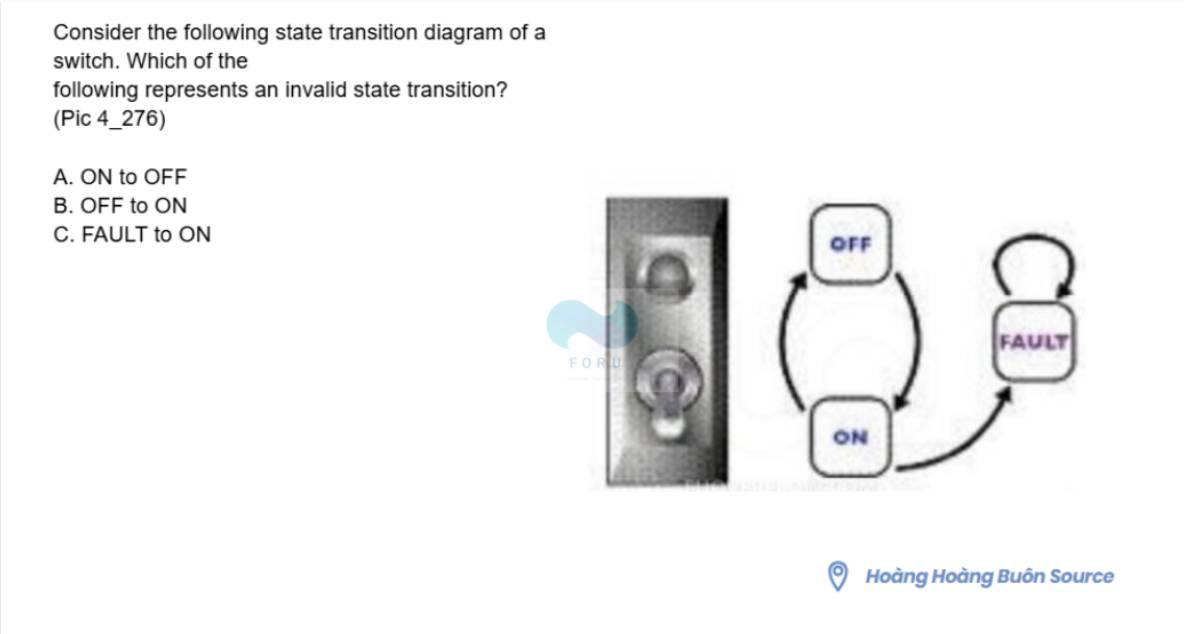 Consider the following state transition diagram of a
switch. Which of the
following represents an invalid state transition?
(Pic 4_276)
A. ON to OFF
B. OFF to ON
C. FAULT to ON
OFF
FAULT
FORU
ON
Hoàng Hoàng Buôn Source